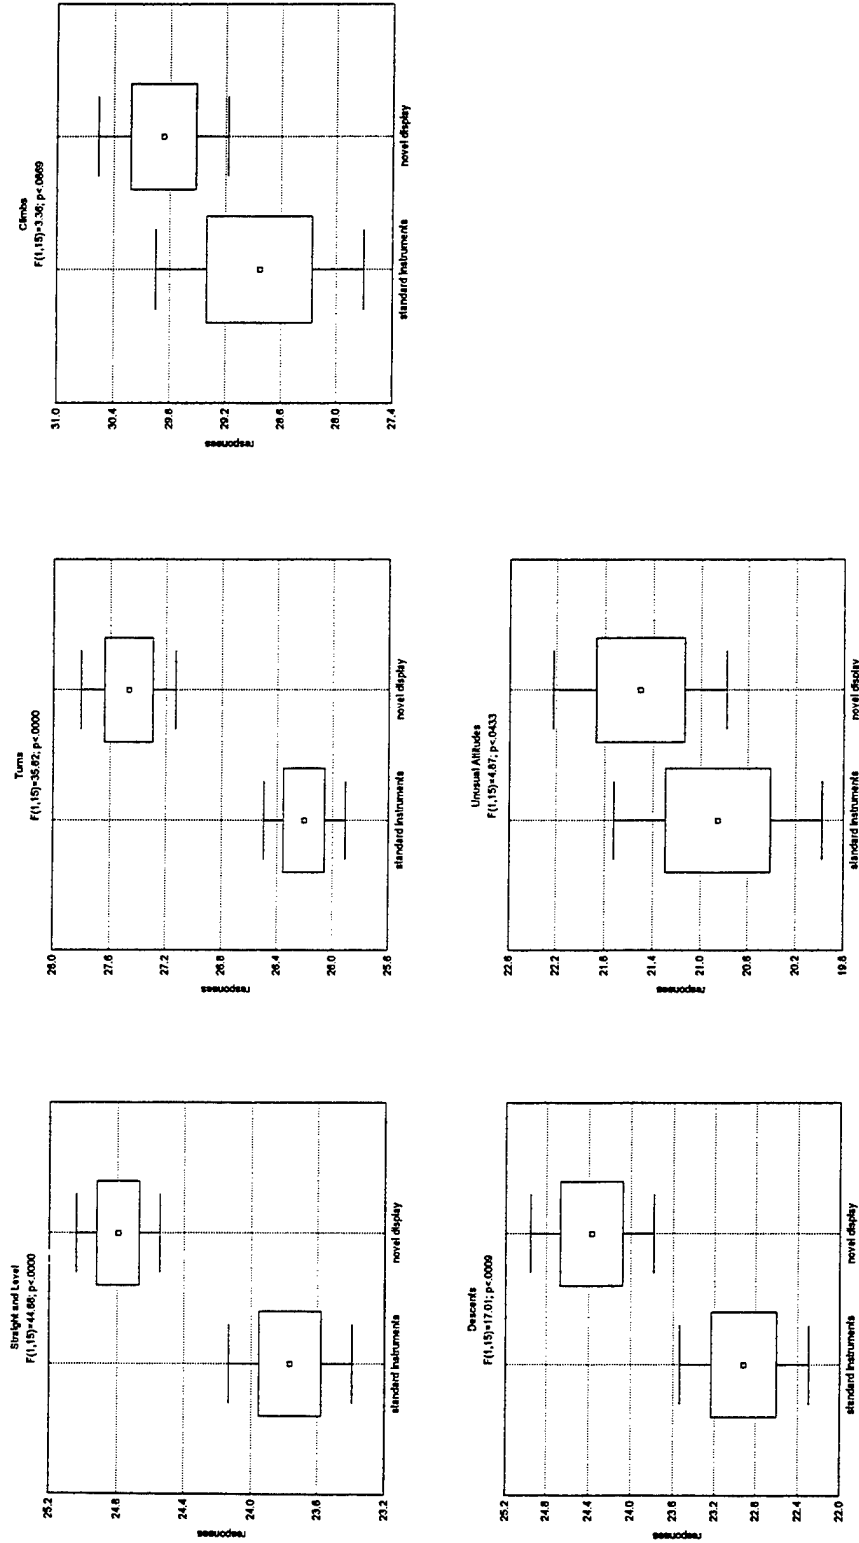 Straight and Level
F(1,15)=44.66; p<.0000
25.2
24.8
24.4
24.0
23.6
23.2
responses
standard instruments
novel display
Turns
F(1,15)=35.62; p<.0000
28.0
27.6
27.2
26.8
26.4
26.0
25.6
responses
standard instruments
novel display
Climbs
F(1,15)=3.36; p<.0869
31.0
30.4
29.8
29.2
28.6
28.0
27.4
responses
standard instruments
novel display
Descents
F(1,15)=17.01; p<.0009
25.2
24.8
24.4
24.0
23.6
23.2
22.8
22.4
22.0
responses
standard instruments
novel display
Unusual Attitudes
F(1,15)=4.87; p<.0433
22.6
22.2
21.8
21.4
21.0
20.6
20.2
19.8
responses
standard instruments
novel display